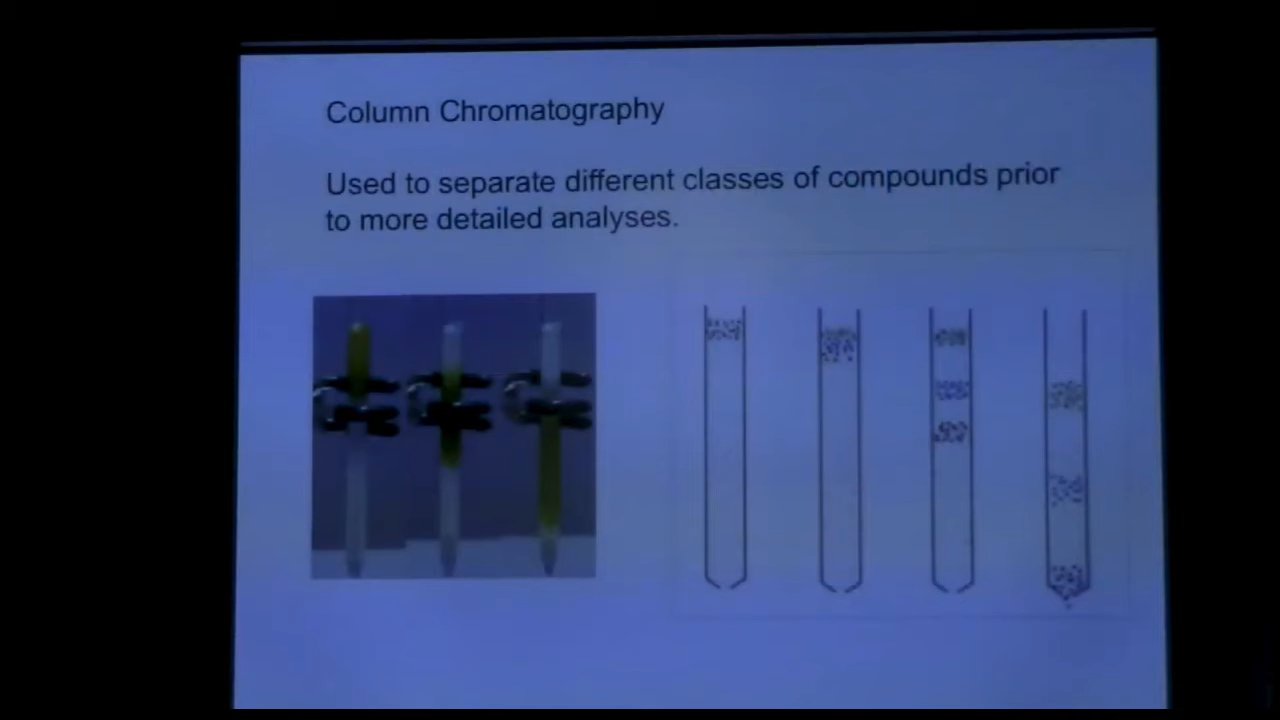 Column Chromatography
Used to separate different classes of compounds prior
to more detailed analyses.